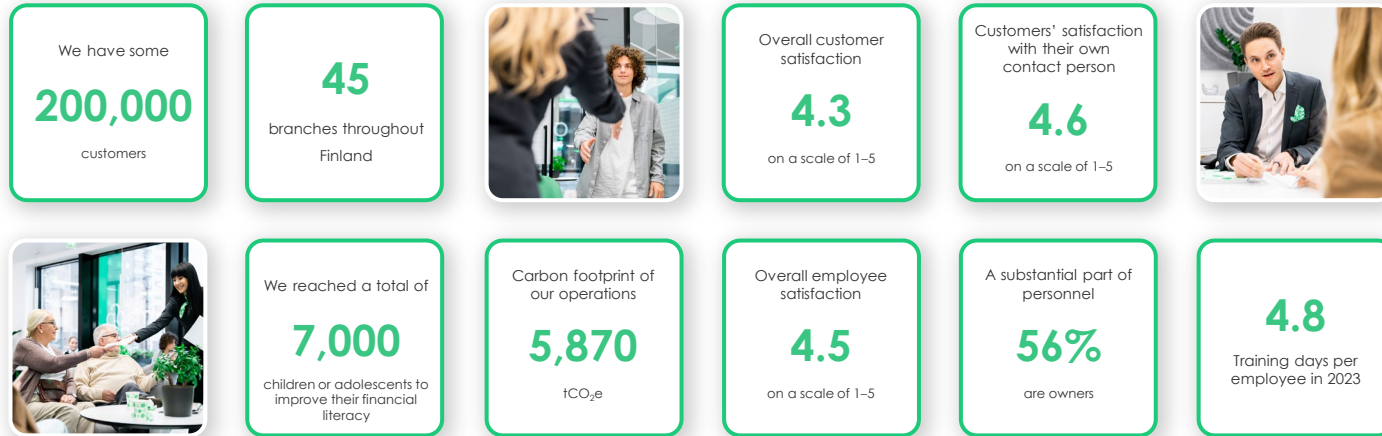 We have some
200,000
customers
45
branches throughout
Finland
Overall customer
satisfaction
4.3
on a scale of 1–5
Customers’ satisfaction
with their own
contact person
4.6
on a scale of 1–5
We reached a total of
7,000
children or adolescents to
improve their financial
literacy
Carbon footprint of
our operations
5,870
tCO₂e
Overall employee
satisfaction
4.5
on a scale of 1–5
A substantial part of
personnel
56%
are owners
4.8
Training days per
employee in 2023